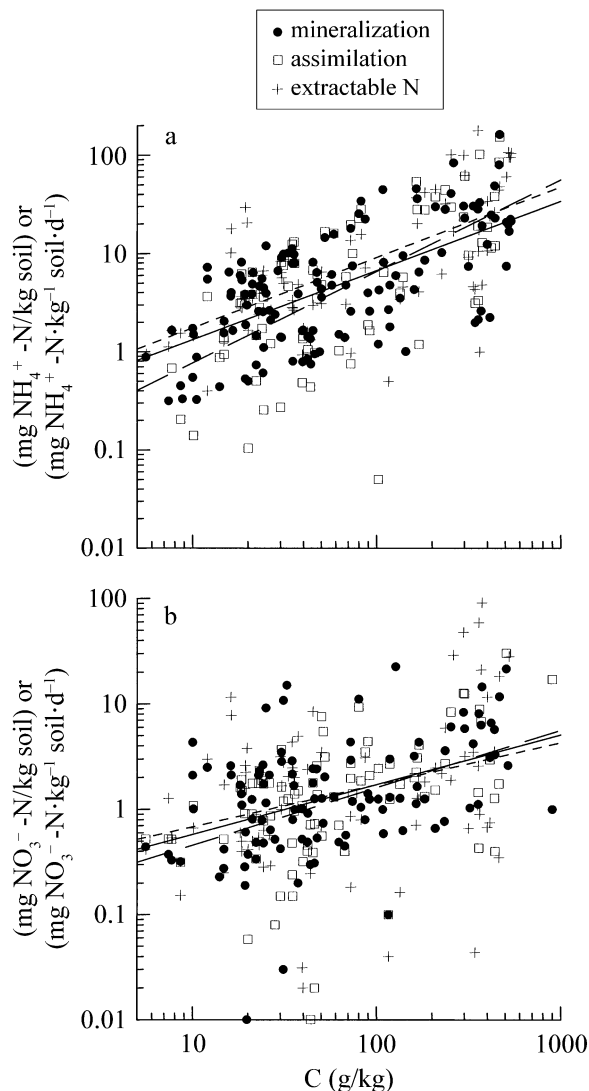 mineralization
assimilation
extractable N
a
100
10
1
0.1
0.01
(mg NH₄⁺ -N/kg soil) or
(mg NH₄⁺ -N·kg⁻¹ soil·d⁻¹)
b
100
10
1
0.1
0.01
(mg NO₃⁻ -N/kg soil) or
(mg NO₃⁻ -N·kg⁻¹ soil·d⁻¹)
10
100
1000
C (g/kg)